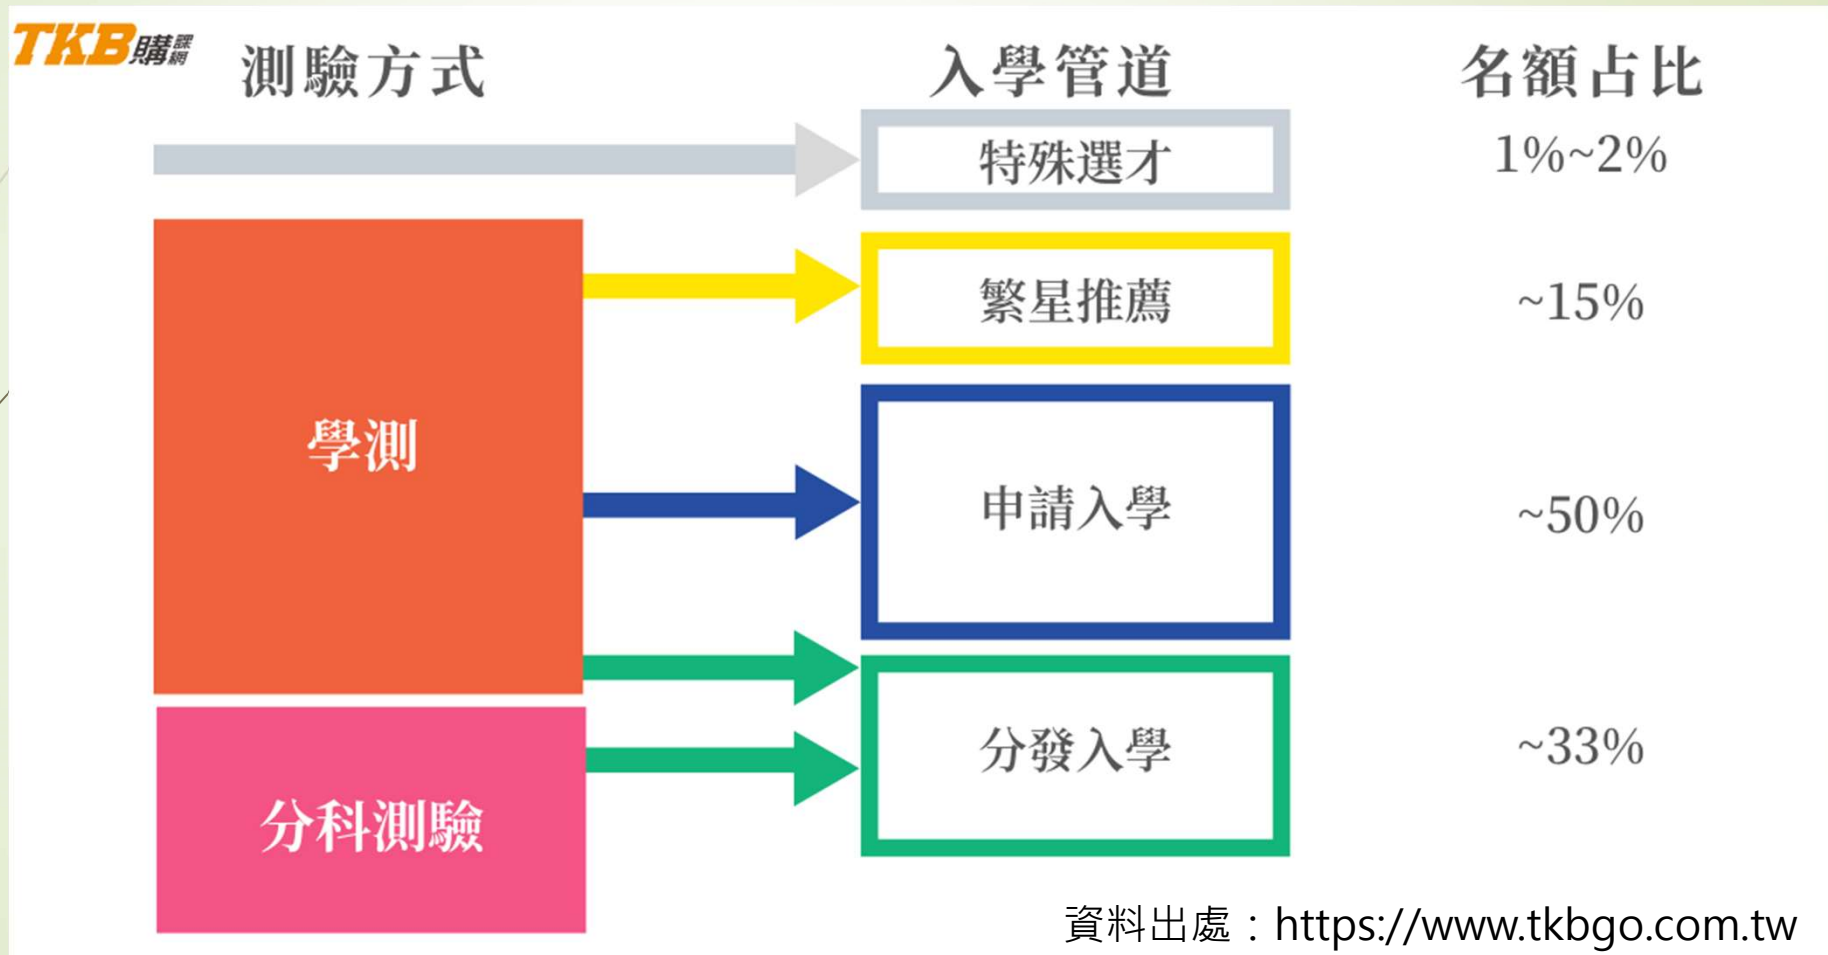 TKB購課網
測驗方式 入學管道 名額占比
特殊選才 1%~2%
繁星推薦 ~15%
學測
申請入學 ~50%
分發入學 ~33%
分科測驗
資料出處：https://www.tkbgo.com.tw